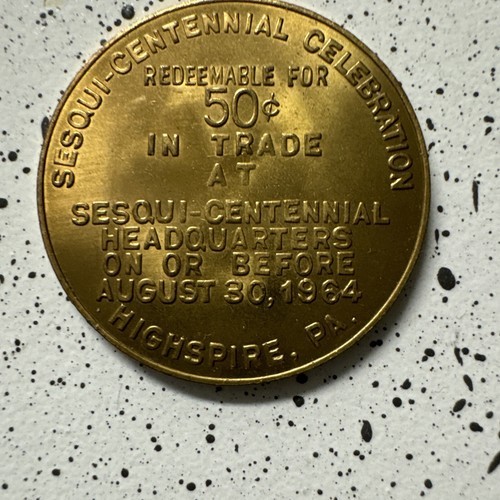 SESQUI-CENTENNIAL CELEBRATION
REDEEMABLE FOR
50¢
IN TRADE
AT
SESQUI-CENTENNIAL
HEADQUARTERS
ON OR BEFORE
AUGUST 30, 1964
HIGHSPIRE, PA.